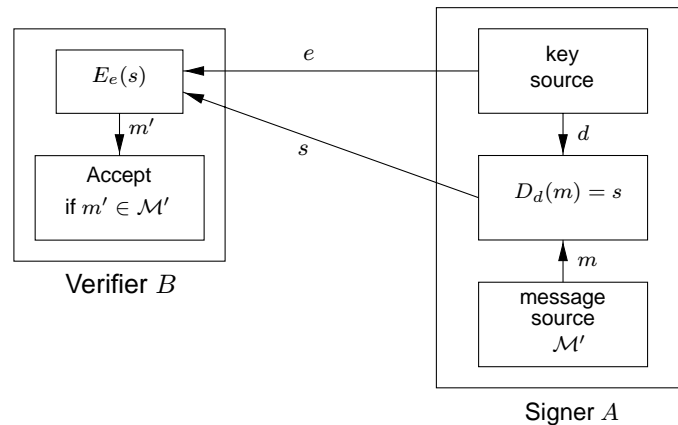 E_e(s)
m′
Accept
if m′ ∈ M′
Verifier B
e
s
key
source
d
D_d(m) = s
m
message
source
M′
Signer A